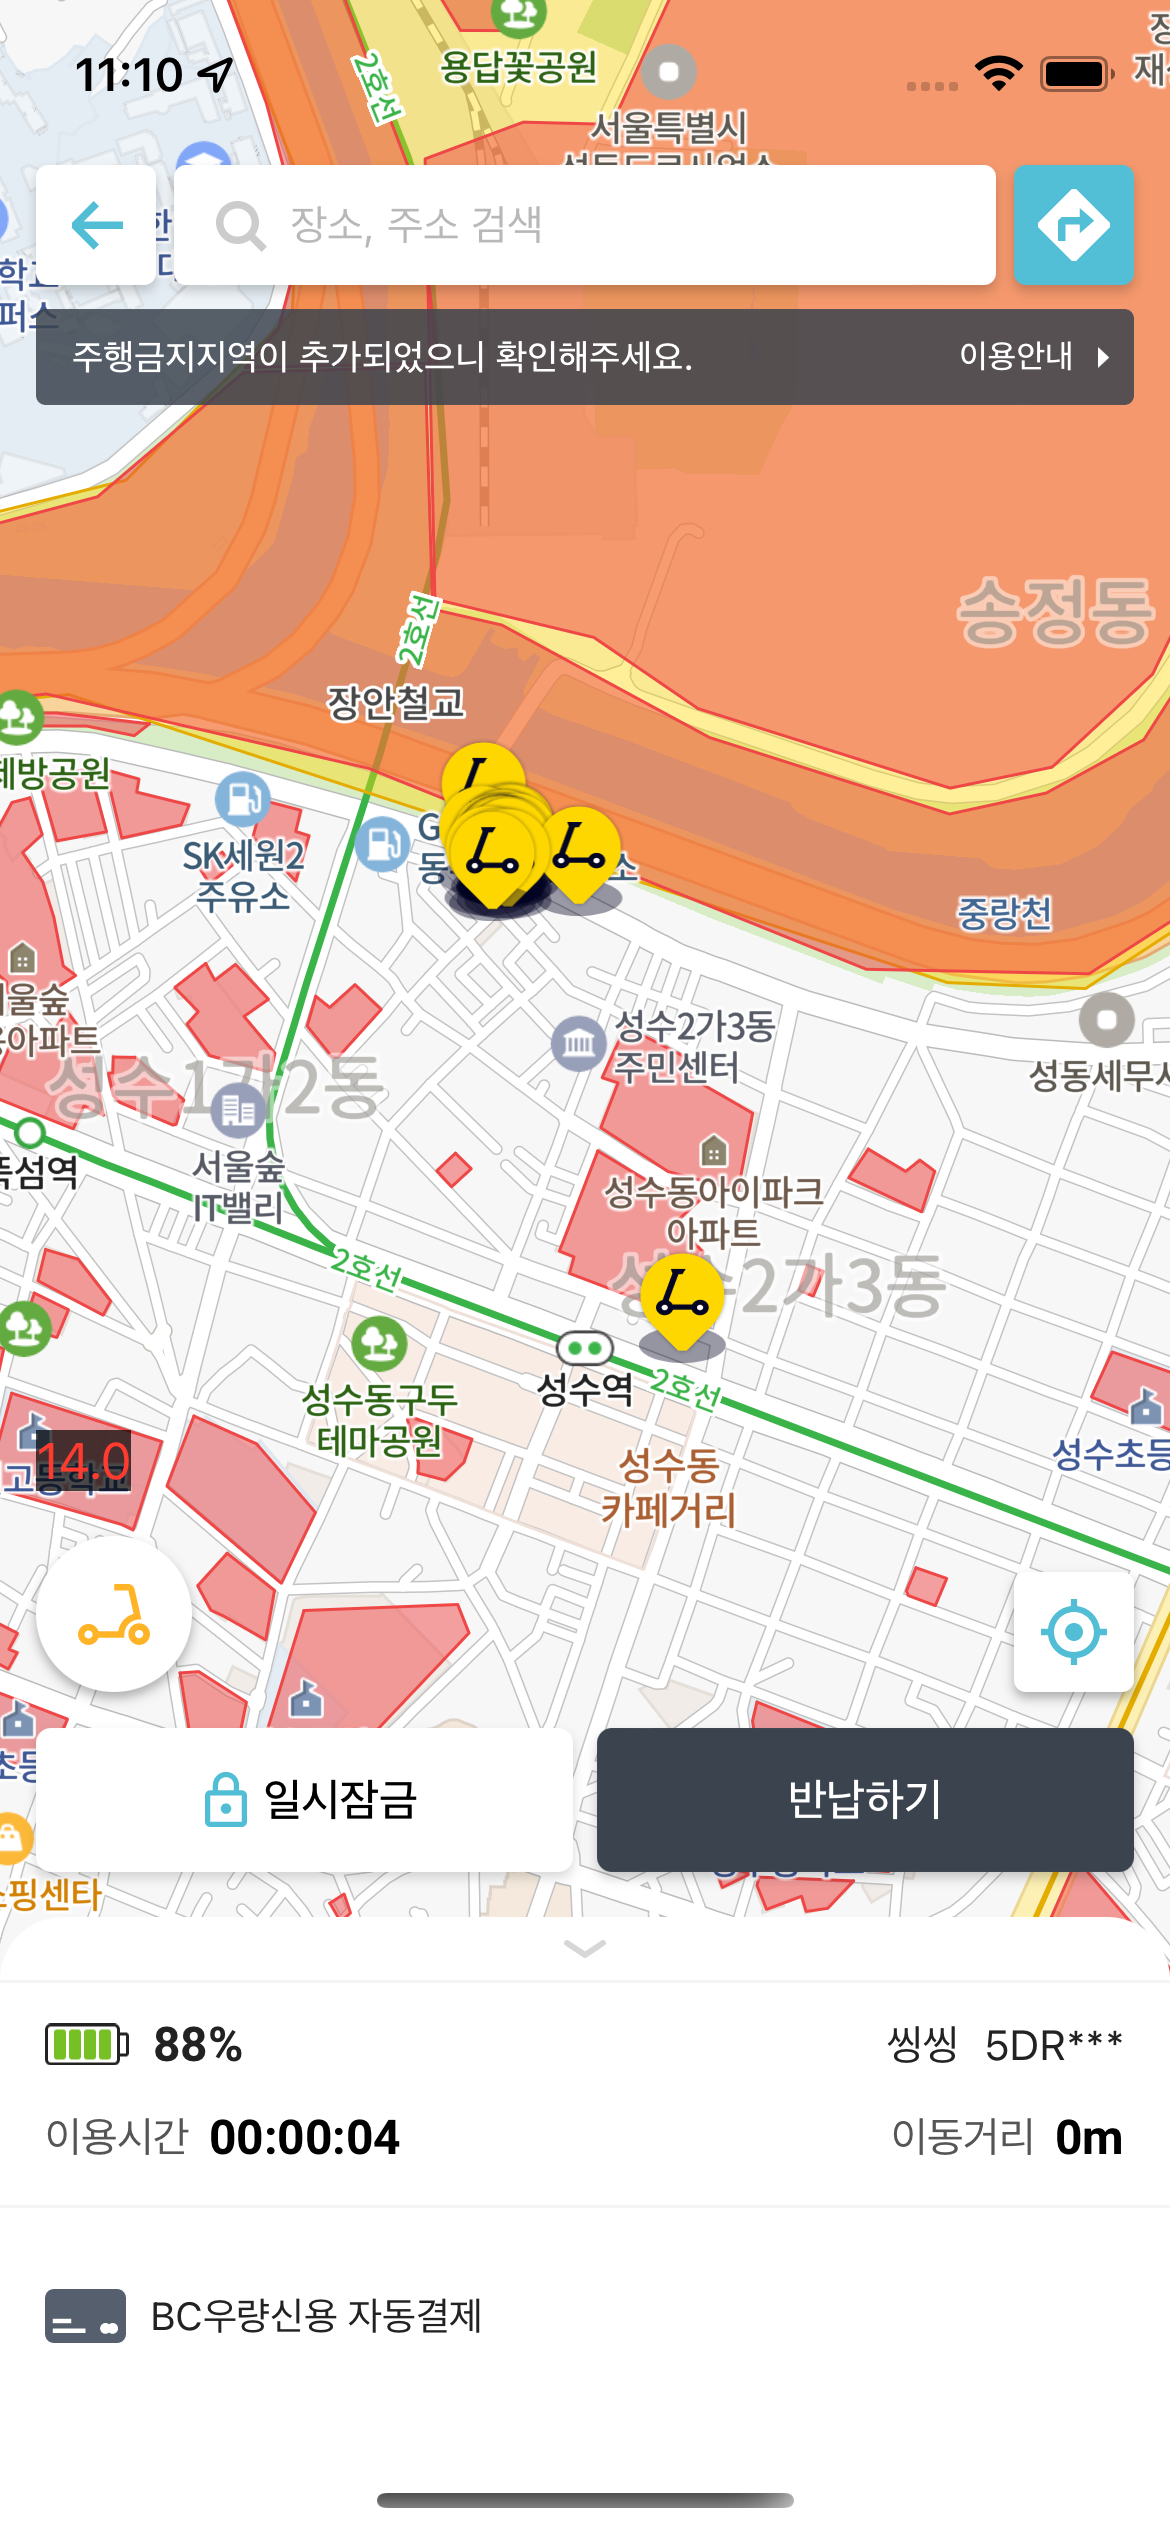 11:10
2호선
용답꽃공원
서울특별시
장소, 주소 검색
주행금지지역이 추가되었으니 확인해주세요.
이용안내
송정동
2호선
장안철교
제방공원
SK세원2
주유소
중랑천
성수2가3동
주민센터
성수1가2동
서울숲
IT밸리
성수동아이파크
아파트
성수2가3동
2호선
성수역
2호선
성수동구두
테마공원
성수동
카페거리
성수초등
14.0
고등학교
일시잠금
반납하기
88%
씽씽 5DR***
이용시간 00:00:04
이동거리 0m
BC우량신용 자동결제